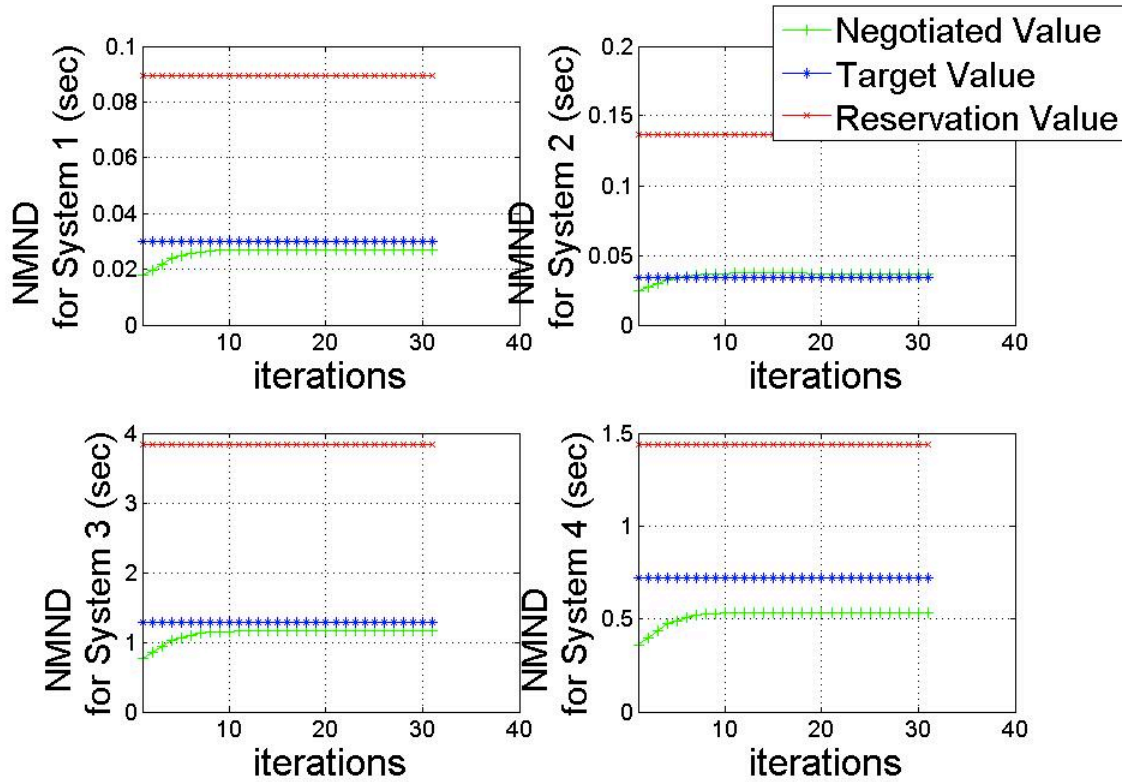 Negotiated Value
Target Value
Reservation Value
NMND
for System 1 (sec)
0.1
0.08
0.06
0.04
0.02
0
10
20
30
40
iterations
NMND
for System 2 (sec)
0.2
0.15
0.1
0.05
0
10
20
30
40
iterations
NMND
for System 3 (sec)
4
3
2
1
0
10
20
30
40
iterations
NMND
for System 4 (sec)
1.5
1
0.5
0
10
20
30
40
iterations